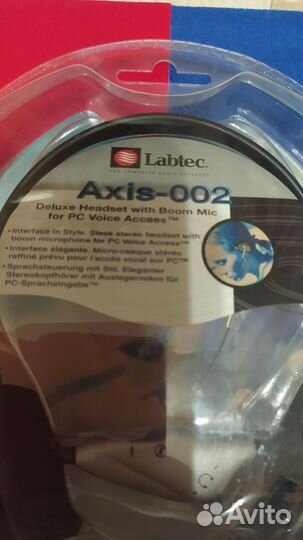 Labtec.
THE COMPUTER AUDIO EXPERTS™
Axis-002
Deluxe Headset with Boom Mic
for PC Voice Access™
• Interface in Style. Sleek stereo headset with
boom microphone for PC Voice Access™
• Interface élégante. Micro-casque stéréo
raffiné prévu pour l'accès vocal sur PC™
• Sprachsteuerung mit Stil. Eleganter
Stereokopfhörer mit Auslegermikro für
PC-Spracheingabe™
Avito